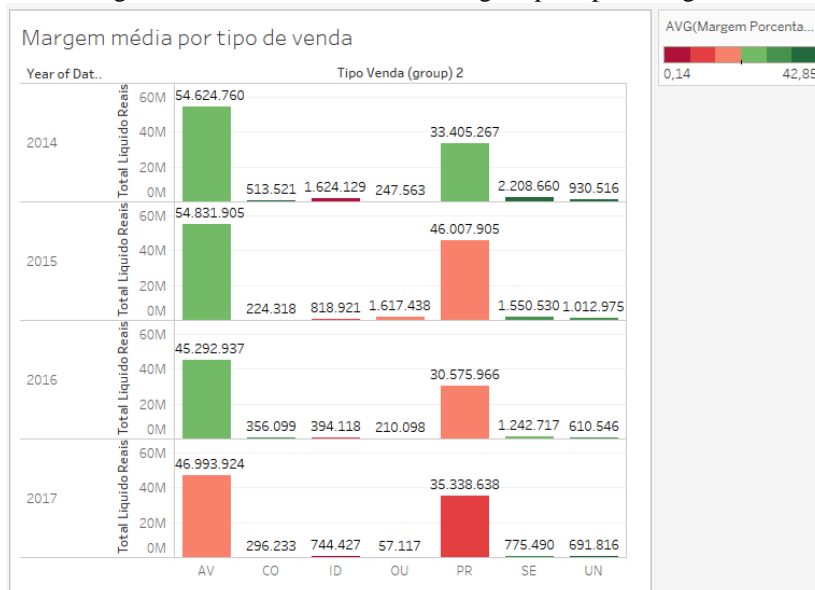 Margem média por tipo de venda
AVG(Margem Porcenta...
0,14 42,85
Year of Dat.. Tipo Venda (group) 2
2014
Total Liquido Reais
60M
40M
20M
0M
54.624.760 513.521 1.624.129 247.563 33.405.267 2.208.660 930.516
2015
Total Liquido Reais
60M
40M
20M
0M
54.831.905 224.318 818.921 1.617.438 46.007.905 1.550.530 1.012.975
2016
Total Liquido Reais
60M
40M
20M
0M
45.292.937 356.099 394.118 210.098 30.575.966 1.242.717 610.546
2017
Total Liquido Reais
60M
40M
20M
0M
46.993.924 296.233 744.427 57.117 35.338.638 775.490 691.816
AV CO ID OU PR SE UN